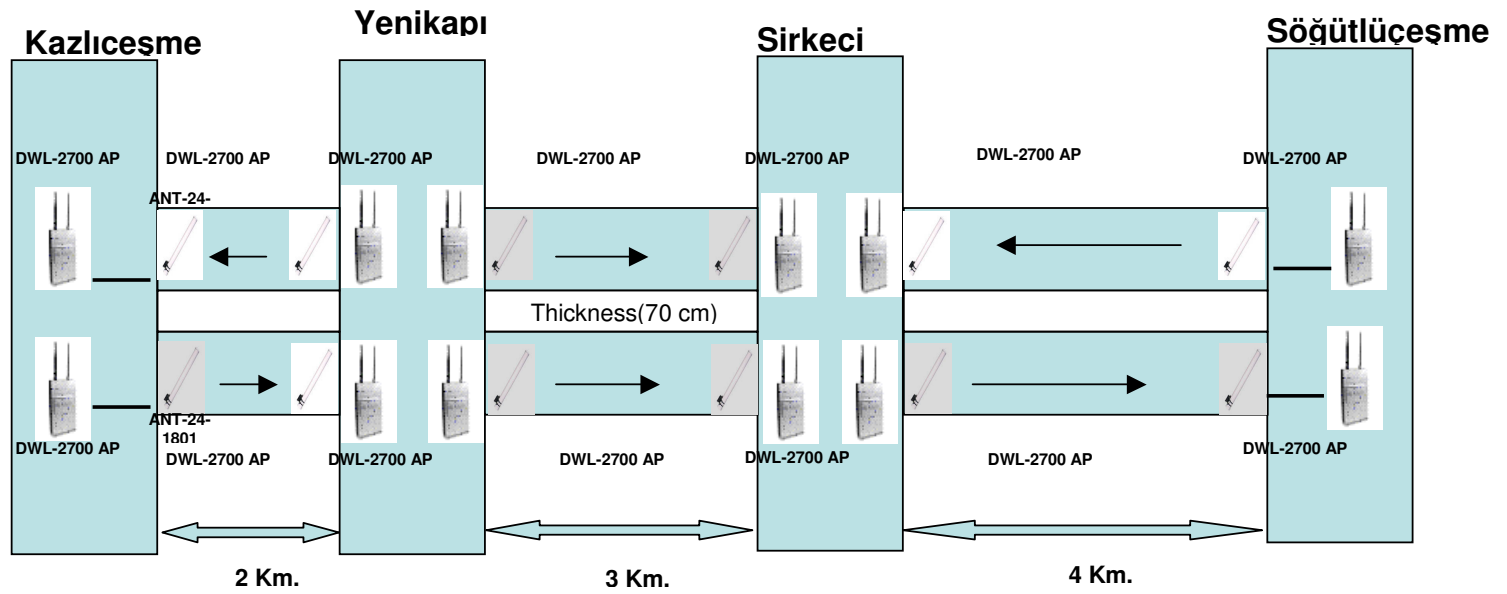 Kazlıceşme
Yenikapı
Sirkeci
Söğütlüçeşme
DWL-2700 AP
DWL-2700 AP
DWL-2700 AP
DWL-2700 AP
DWL-2700 AP
DWL-2700 AP
DWL-2700 AP
ANT-24-
Thickness(70 cm)
ANT-24-
1801
DWL-2700 AP
DWL-2700 AP
DWL-2700 AP
DWL-2700 AP
DWL-2700 AP
DWL-2700 AP
DWL-2700 AP
2 Km.
3 Km.
4 Km.